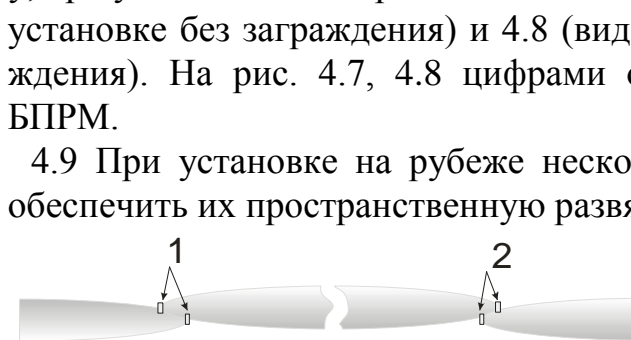 установке без заграждения) и 4.8 (вид
ждения). На рис. 4.7, 4.8 цифрами
БПРМ.
4.9 При установке на рубеже неско
обеспечить их пространственную развя
1 2